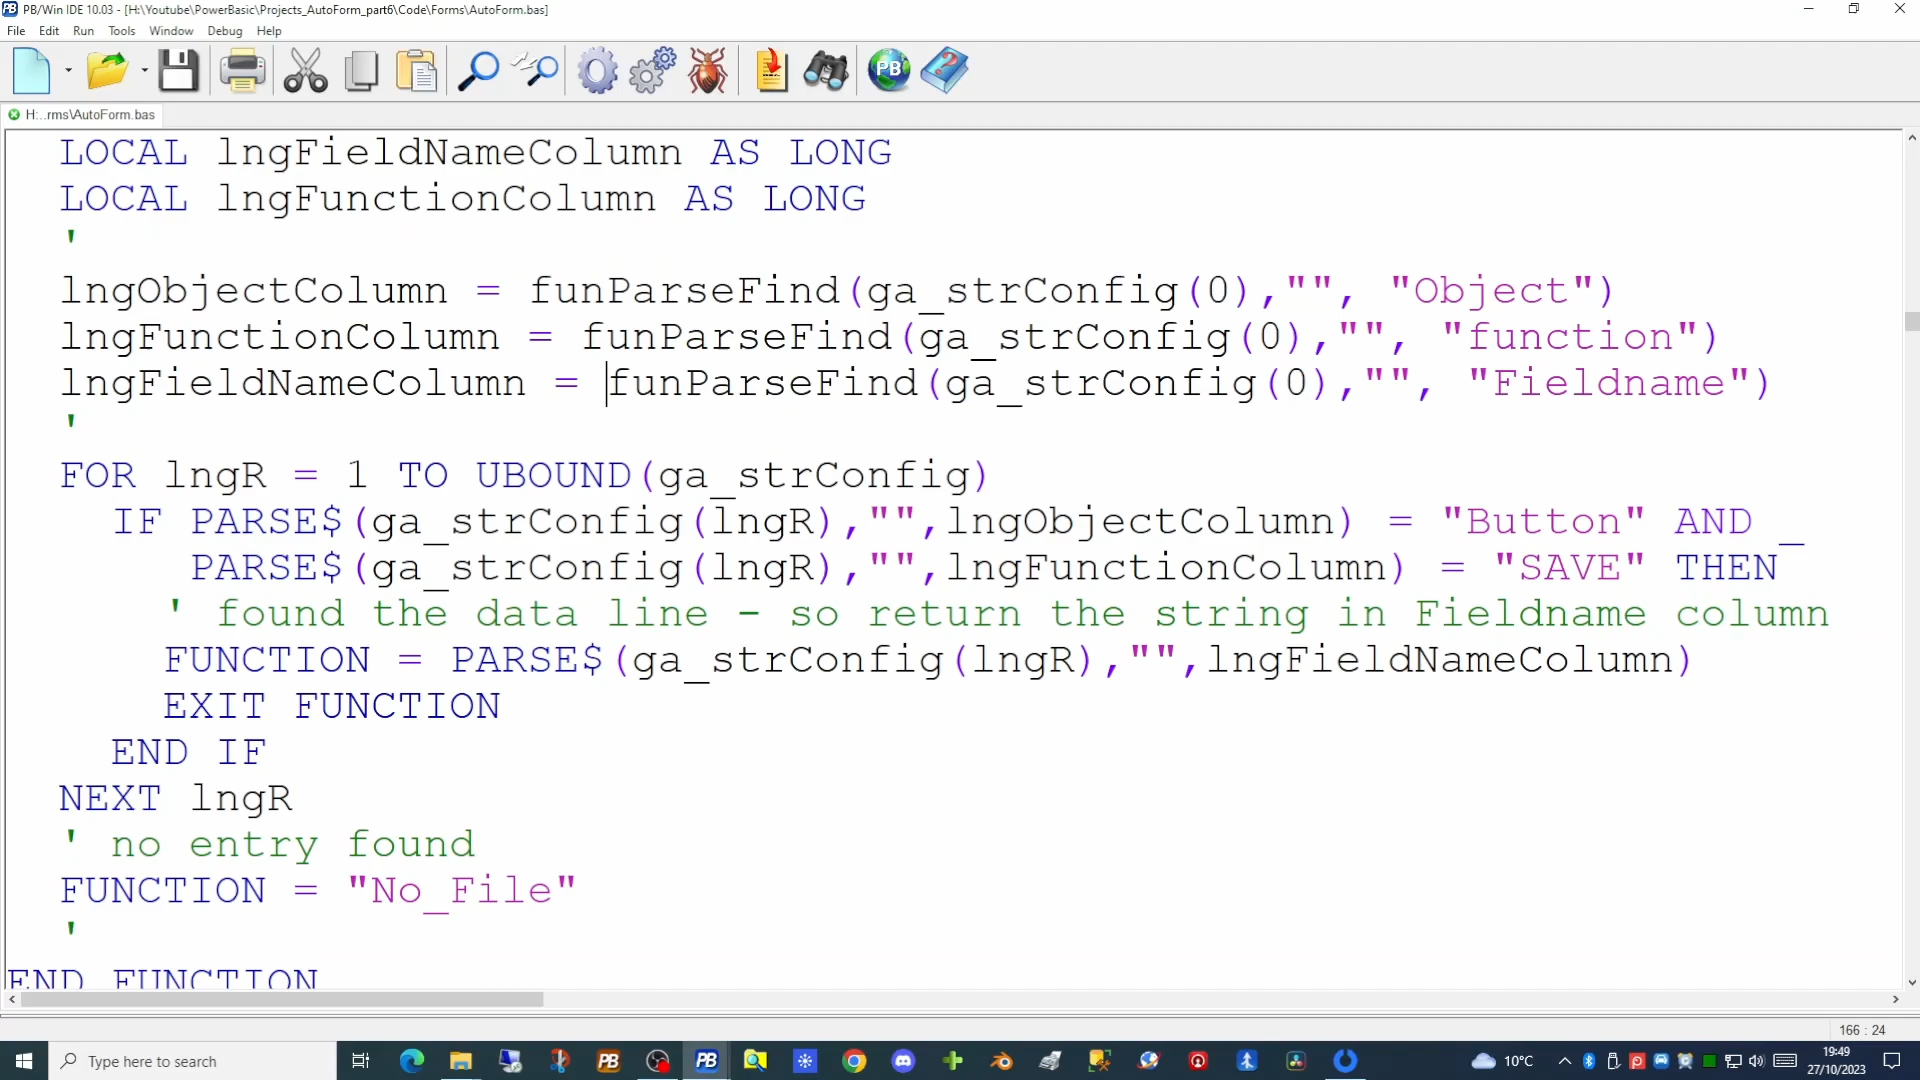 PB/Win IDE 10.03 - [H:\Youtube\PowerBasic\Projects_AutoForm_part6\Code\Forms\AutoForm.bas]
File Edit Run Tools Window Debug Help
H:..rms\AutoForm.bas
LOCAL lngFieldNameColumn AS LONG
LOCAL lngFunctionColumn AS LONG
'
lngObjectColumn = funParseFind(ga_strConfig(0),"", "Object")
lngFunctionColumn = funParseFind(ga_strConfig(0),"", "function")
lngFieldNameColumn = funParseFind(ga_strConfig(0),"", "Fieldname")
'
FOR lngR = 1 TO UBOUND(ga_strConfig)
IF PARSE$(ga_strConfig(lngR),"",lngObjectColumn) = "Button" AND _
PARSE$(ga_strConfig(lngR),"",lngFunctionColumn) = "SAVE" THEN
' found the data line - so return the string in Fieldname column
FUNCTION = PARSE$(ga_strConfig(lngR),"",lngFieldNameColumn)
EXIT FUNCTION
END IF
NEXT lngR
' no entry found
FUNCTION = "No_File"
'
END FUNCTION
166 : 24
Type here to search
10°C
19:49
27/10/2023